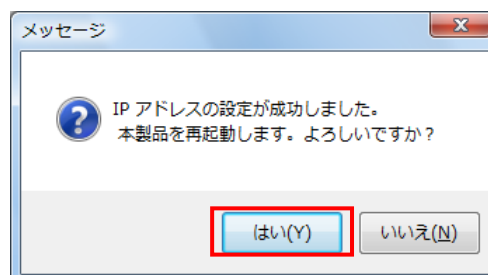 メッセージ
IP アドレスの設定が成功しました。
本製品を再起動します。よろしいですか？
はい(Y)
いいえ(N)